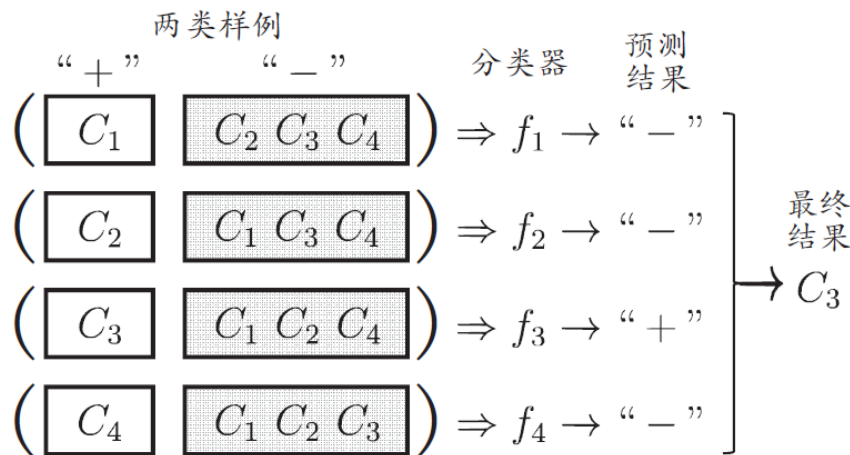 两类样例
“+” “−” 分类器 预测结果
( C₁ C₂ C₃ C₄ ) ⇒ f₁ → “−”
( C₂ C₁ C₃ C₄ ) ⇒ f₂ → “−”
最终结果
( C₃ C₁ C₂ C₄ ) ⇒ f₃ → “+” → C₃
( C₄ C₁ C₂ C₃ ) ⇒ f₄ → “−”